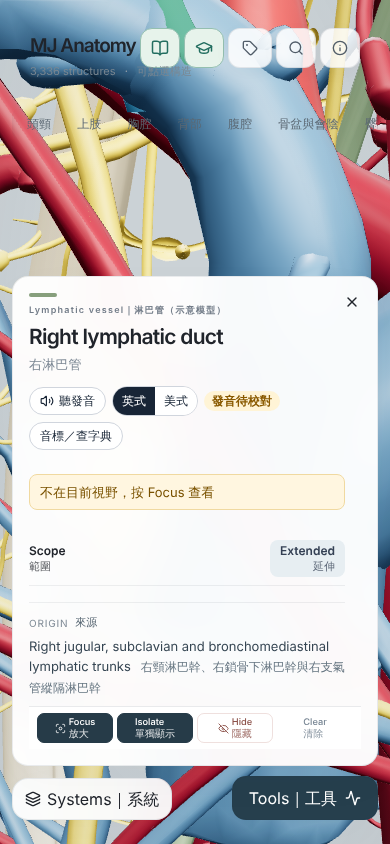 MJ Anatomy
3,336 structures · 可點選構造
頭頸 上肢 胸腔 腹腔 骨盆與會陰
Lymphatic vessel｜淋巴管（示意模型）
Right lymphatic duct
右淋巴管
聽發音 英式 美式 發音待校對
音標／查字典
不在目前視野，按 Focus 查看
Scope Extended
範圍 延伸
ORIGIN 來源
Right jugular, subclavian and bronchomediastinal
lymphatic trunks 右頸淋巴幹、右鎖骨下淋巴幹與右支氣
管縱隔淋巴幹
Focus Isolate Hide Clear
放大 單獨顯示 隱藏 清除
Systems｜系統 Tools｜工具